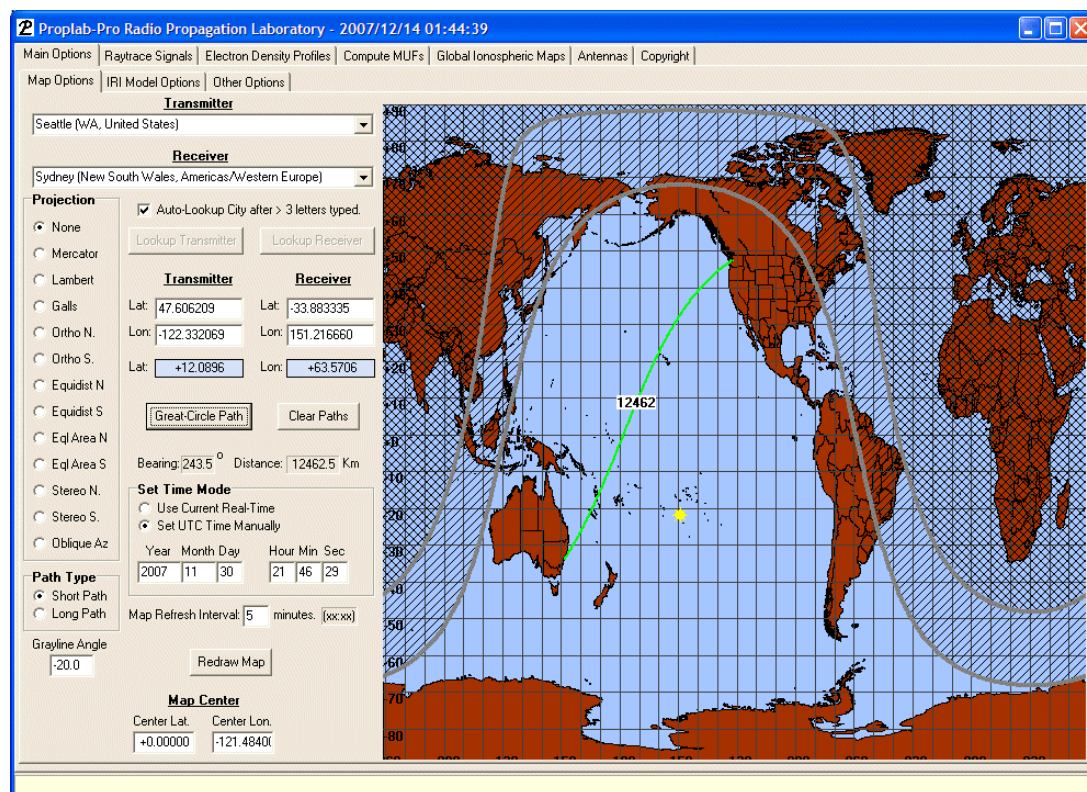 Proplab-Pro Radio Propagation Laboratory - 2007/12/14 01:44:39
Main Options Raytrace Signals Electron Density Profiles Compute MUFs Global Ionospheric Maps Antennas Copyright
Map Options IRI Model Options Other Options
Transmitter
Seattle (WA, United States)
Receiver
Sydney (New South Wales, Americas/Western Europe)
Projection
None
Mercator
Lambert
Galls
Ortho N.
Ortho S.
Equidist N
Equidist S
Eql Area N
Eql Area S
Stereo N.
Stereo S.
Oblique Az
Auto-Lookup City after > 3 letters typed.
Lookup Transmitter Lookup Receiver
Transmitter Receiver
Lat: 47.606209 Lat: -33.883335
Lon: -122.332069 Lon: 151.216660
Lat: +12.0896 Lon: +63.5706
Great-Circle Path Clear Paths
Bearing: 243.5 o Distance: 12462.5 Km
Set Time Mode
Use Current Real-Time
Set UTC Time Manually
Year Month Day Hour Min Sec
2007 11 30 21 46 29
Path Type
Short Path
Long Path
Map Refresh Interval: 5 minutes. (xx:xx)
Grayline Angle
-20.0
Redraw Map
Map Center
Center Lat. Center Lon.
+0.00000 -121.4840(
+90
+80
+70
+60
+50
+40
+30
+20
+10
+0
-10
-20
-30
-40
-50
-60
-70
-80
12462
120 150 180 150 120